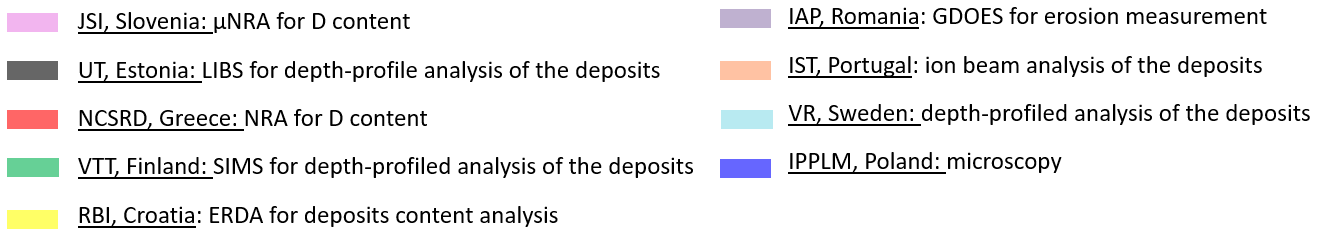 JSI, Slovenia: µNRA for D content
UT, Estonia: LIBS for depth-profile analysis of the deposits
NCSRD, Greece: NRA for D content
VTT, Finland: SIMS for depth-profiled analysis of the deposits
RBI, Croatia: ERDA for deposits content analysis
IAP, Romania: GDOES for erosion measurement
IST, Portugal: ion beam analysis of the deposits
VR, Sweden: depth-profiled analysis of the deposits
IPPLM, Poland: microscopy